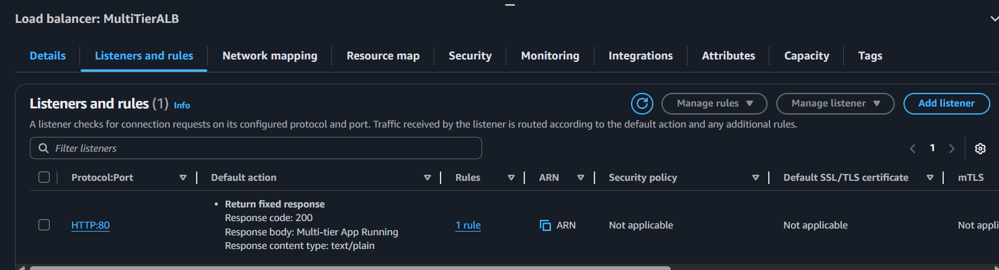 Load balancer: MultiTierALB
Details Listeners and rules Network mapping Resource map Security Monitoring Integrations Attributes Capacity Tags
Listeners and rules (1) Info Manage rules Manage listener Add listener
A listener checks for connection requests on its configured protocol and port. Traffic received by the listener is routed according to the default action and any additional rules.
Filter listeners 1
Protocol:Port Default action Rules ARN Security policy Default SSL/TLS certificate mTLS
• Return fixed response
Response code: 200
HTTP:80 1 rule ARN Not applicable Not applicable Not appli
Response body: Multi-tier App Running
Response content type: text/plain